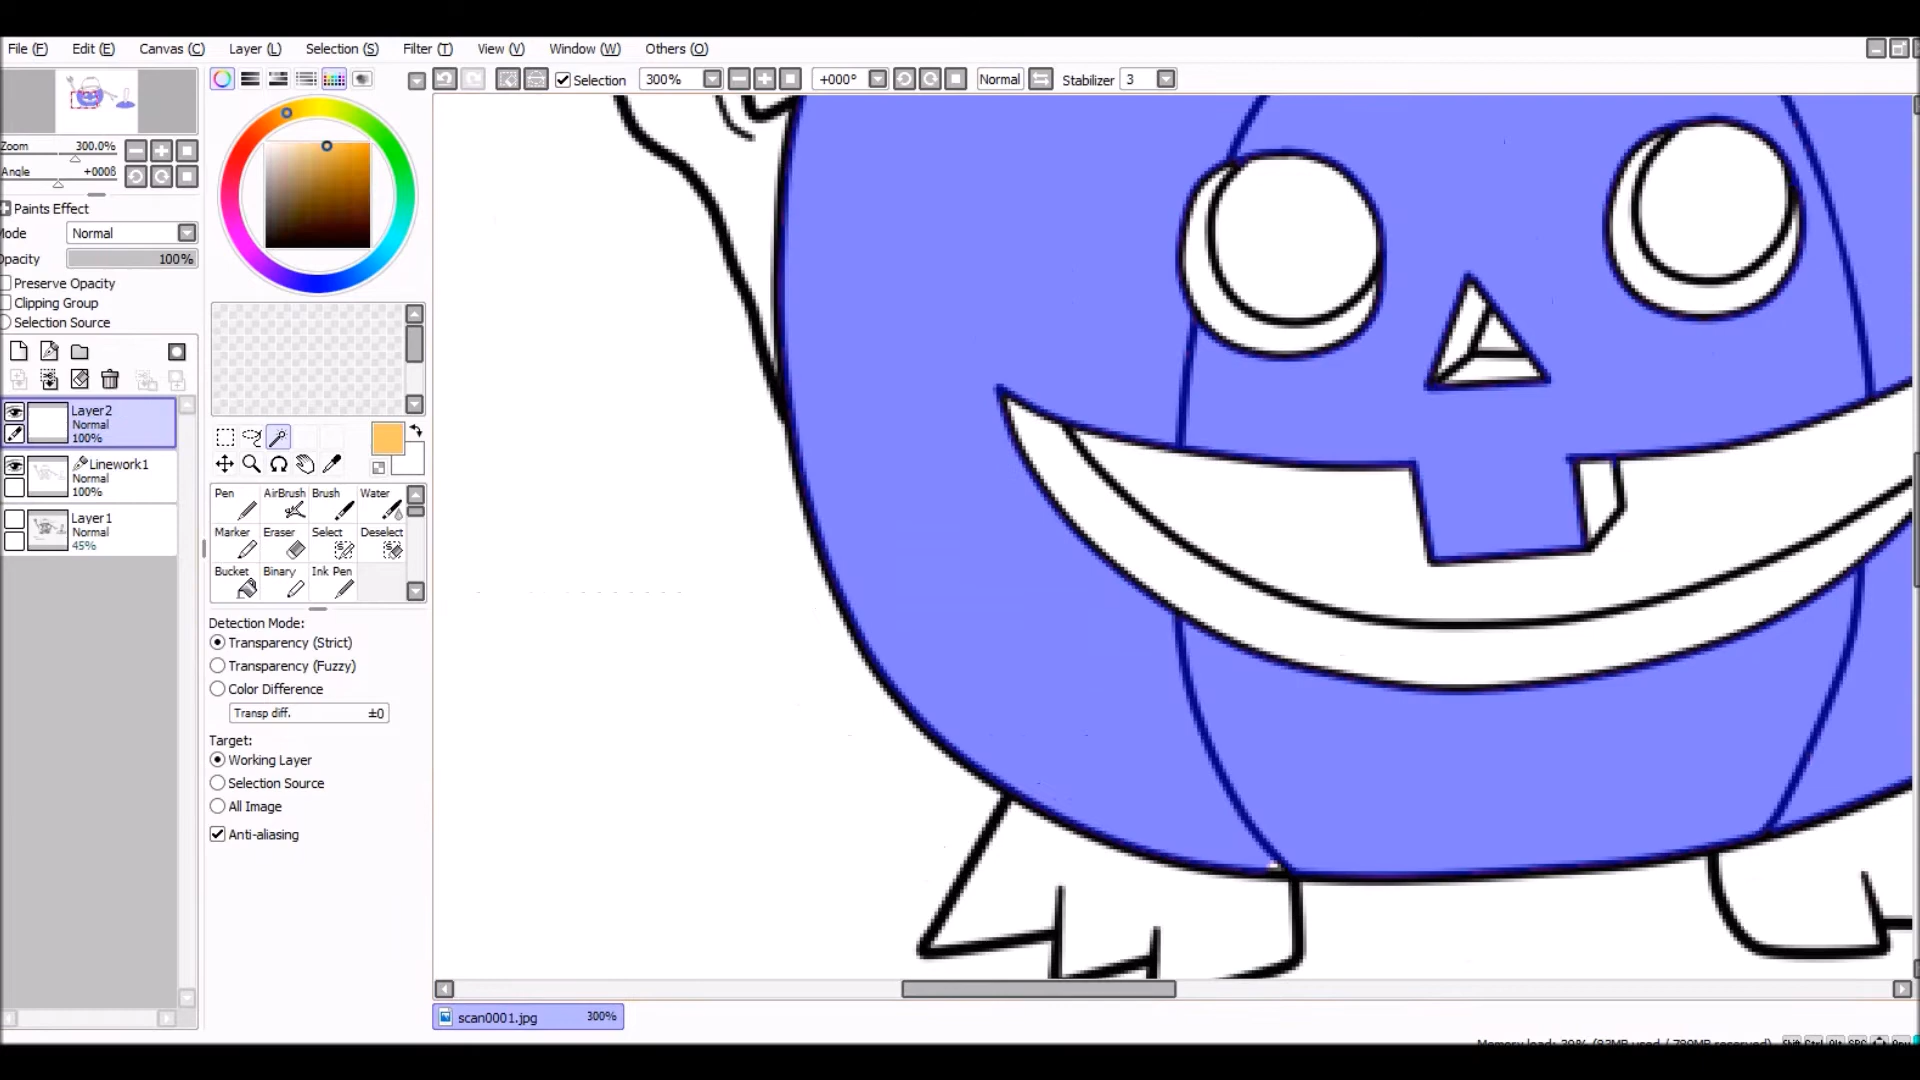 File (F) Edit (E) Canvas (C) Layer (L) Selection (S) Filter (T) View (V) Window (W) Others (O)
Selection 300% +000° Normal Stabilizer 3
Zoom 300.0%
Angle +000
Paints Effect
Mode Normal
Opacity 100%
Preserve Opacity
Clipping Group
Selection Source
Layer2
Normal
100%
Linework1
Normal
100%
Layer1
Normal
45%
Pen AirBrush Brush Water
Marker Eraser Select Deselect
Bucket Binary Ink Pen
Detection Mode:
Transparency (Strict)
Transparency (Fuzzy)
Color Difference
Transp diff. ±0
Target:
Working Layer
Selection Source
All Image
Anti-aliasing
scan0001.jpg 300%